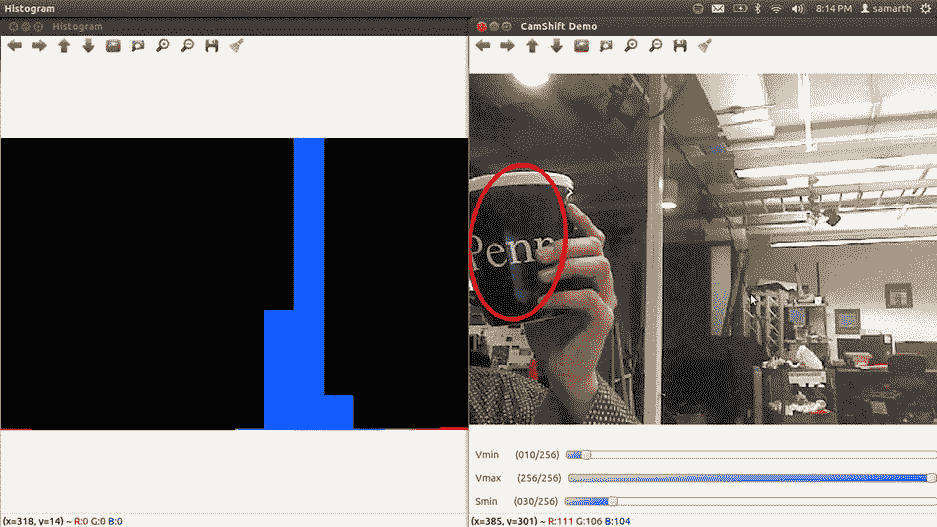 Histogram
8:14 PM samarth
Histogram
CamShift Demo
Penn
Vmin (010/256)
Vmax (256/256)
Smin (030/256)
(x=318, y=14) ~ R:0 G:0 B:0
(x=385, y=301) ~ R:111 G:106 B:104